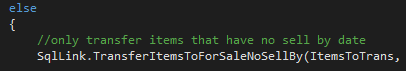 else
{
//only transfer items that have no sell by date
SqlLink.TransferItemsToForSaleNoSellBy(ItemsToTrans,